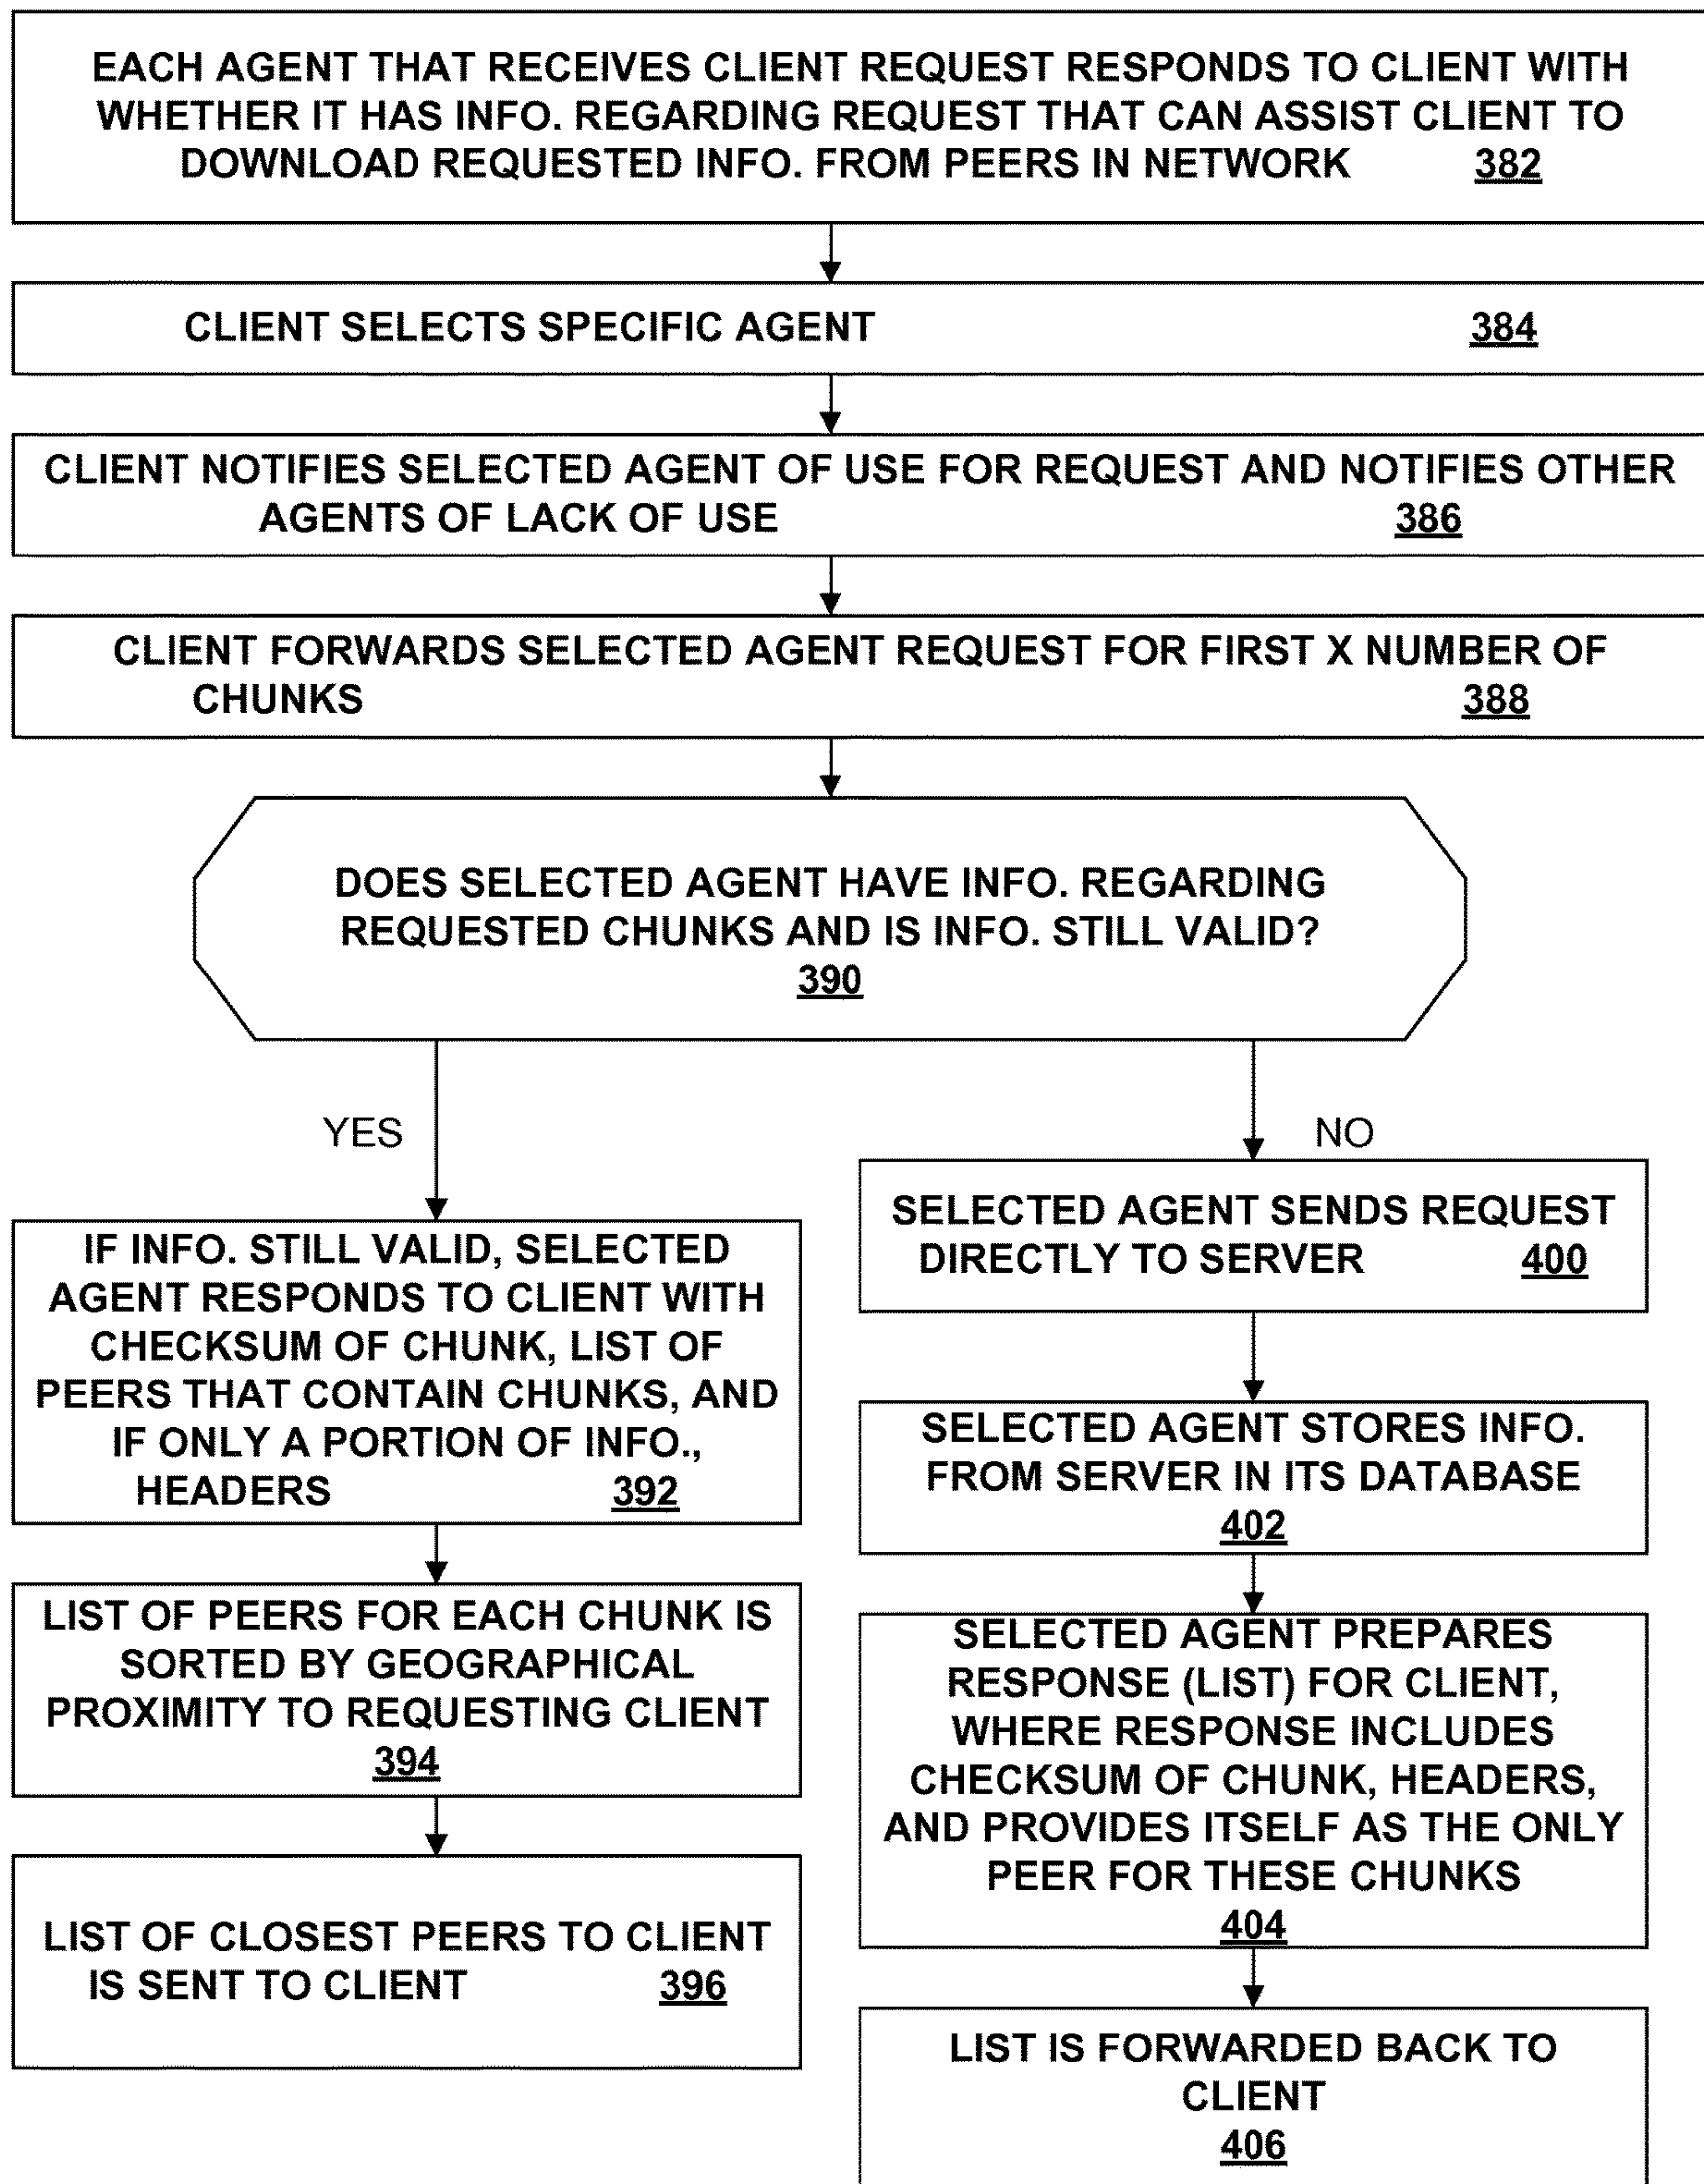 EACH AGENT THAT RECEIVES CLIENT REQUEST RESPONDS TO CLIENT WITH
WHETHER IT HAS INFO. REGARDING REQUEST THAT CAN ASSIST CLIENT TO
DOWNLOAD REQUESTED INFO. FROM PEERS IN NETWORK 382
CLIENT SELECTS SPECIFIC AGENT 384
CLIENT NOTIFIES SELECTED AGENT OF USE FOR REQUEST AND NOTIFIES OTHER
AGENTS OF LACK OF USE 386
CLIENT FORWARDS SELECTED AGENT REQUEST FOR FIRST X NUMBER OF
CHUNKS 388
DOES SELECTED AGENT HAVE INFO. REGARDING
REQUESTED CHUNKS AND IS INFO. STILL VALID?
390
YES
IF INFO. STILL VALID, SELECTED
AGENT RESPONDS TO CLIENT WITH
CHECKSUM OF CHUNK, LIST OF
PEERS THAT CONTAIN CHUNKS, AND
IF ONLY A PORTION OF INFO.,
HEADERS 392
LIST OF PEERS FOR EACH CHUNK IS
SORTED BY GEOGRAPHICAL
PROXIMITY TO REQUESTING CLIENT
394
LIST OF CLOSEST PEERS TO CLIENT
IS SENT TO CLIENT 396
NO
SELECTED AGENT SENDS REQUEST
DIRECTLY TO SERVER 400
SELECTED AGENT STORES INFO.
FROM SERVER IN ITS DATABASE
402
SELECTED AGENT PREPARES
RESPONSE (LIST) FOR CLIENT,
WHERE RESPONSE INCLUDES
CHECKSUM OF CHUNK, HEADERS,
AND PROVIDES ITSELF AS THE ONLY
PEER FOR THESE CHUNKS
404
LIST IS FORWARDED BACK TO
CLIENT
406